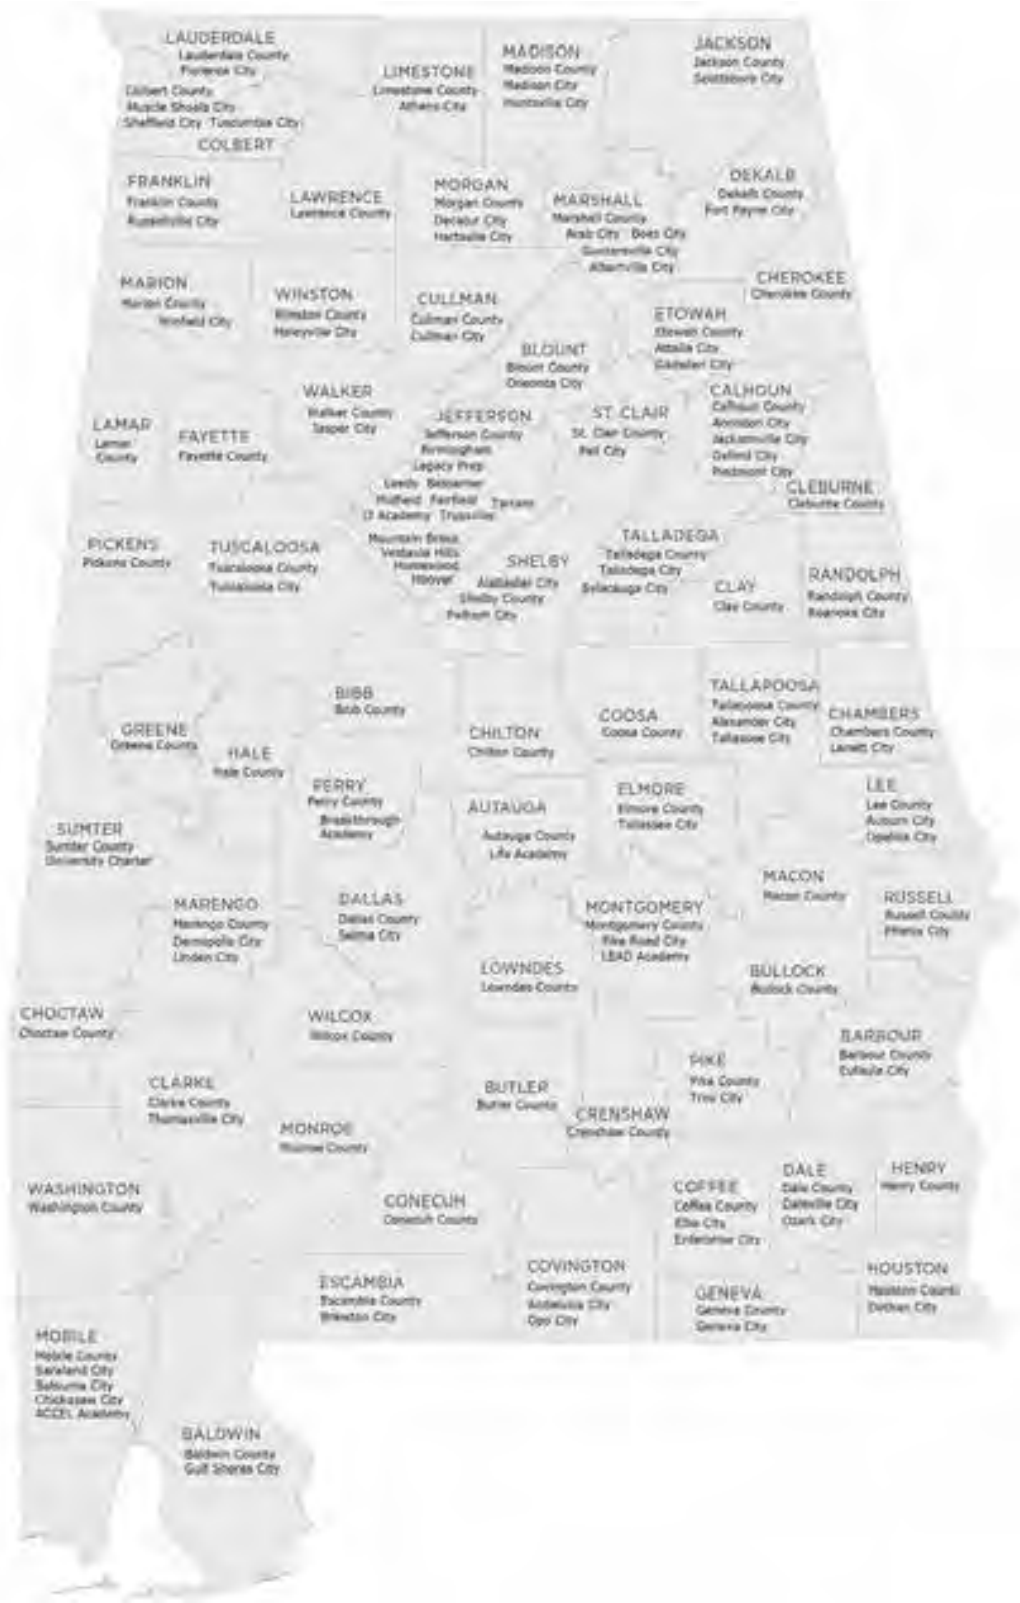 LAUDERDALE
Lauderdale County
Florence City
Colbert County
Muscle Shoals City
Sheffield City Tuscumbia City
COLBERT
LIMESTONE
Limestone County
Athens City
MADISON
Madison County
Madison City
Huntsville City
JACKSON
Jackson County
Scottsboro City
FRANKLIN
Franklin County
Russellville City
LAWRENCE
Lawrence County
MORGAN
Morgan County
Decatur City
Hartselle City
MARSHALL
Marshall County
Arab City Boaz City
Guntersville City
Albertville City
DEKALB
Dekalb County
Fort Payne City
MARION
Marion County
Winfield City
WINSTON
Winston County
Haleyville City
CULLMAN
Cullman County
Cullman City
CHEROKEE
Cherokee County
ETOWAH
Etowah County
Attalla City
Gadsden City
BLOUNT
Blount County
Oneonta City
WALKER
Walker County
Jasper City
LAMAR
Lamar
County
FAYETTE
Fayette County
JEFFERSON
Jefferson County
Birmingham
Legacy Prep
Leeds Bessemer
Midfield Fairfield Tarrant
i3 Academy Trussville
Mountain Brook
Vestavia Hills
Homewood
Hoover
ST. CLAIR
St. Clair County
Pell City
CALHOUN
Calhoun County
Anniston City
Jacksonville City
Oxford City
Piedmont City
CLEBURNE
Cleburne County
PICKENS
Pickens County
TUSCALOOSA
Tuscaloosa County
Tuscaloosa City
SHELBY
Alabaster City
Shelby County
Pelham City
TALLADEGA
Talladega County
Talladega City
Sylacauga City
CLAY
Clay County
RANDOLPH
Randolph County
Roanoke City
BIBB
Bibb County
GREENE
Greene County
HALE
Hale County
CHILTON
Chilton County
COOSA
Coosa County
TALLAPOOSA
Tallapoosa County
Alexander City
Tallassee City
CHAMBERS
Chambers County
Lanett City
PERRY
Perry County
Breakthrough
Academy
AUTAUGA
Autauga County
Life Academy
ELMORE
Elmore County
Tallassee City
LEE
Lee County
Auburn City
Opelika City
SUMTER
Sumter County
University Charter
MACON
Macon County
MARENGO
Marengo County
Demopolis City
Linden City
DALLAS
Dallas County
Selma City
MONTGOMERY
Montgomery County
Pike Road City
LEAD Academy
RUSSELL
Russell County
Phenix City
LOWNDES
Lowndes County
BULLOCK
Bullock County
CHOCTAW
Choctaw County
WILCOX
Wilcox County
BARBOUR
Barbour County
Eufaula City
PIKE
Pike County
Troy City
CLARKE
Clarke County
Thomasville City
BUTLER
Butler County
CRENSHAW
Crenshaw County
MONROE
Monroe County
WASHINGTON
Washington County
CONECUH
Conecuh County
COFFEE
Coffee County
Elba City
Enterprise City
DALE
Dale County
Daleville City
Ozark City
HENRY
Henry County
ESCAMBIA
Escambia County
Brewton City
COVINGTON
Covington County
Andalusia City
Opp City
GENEVA
Geneva County
Geneva City
HOUSTON
Houston County
Dothan City
MOBILE
Mobile County
Saraland City
Satsuma City
Chickasaw City
ACCEL Academy
BALDWIN
Baldwin County
Gulf Shores City